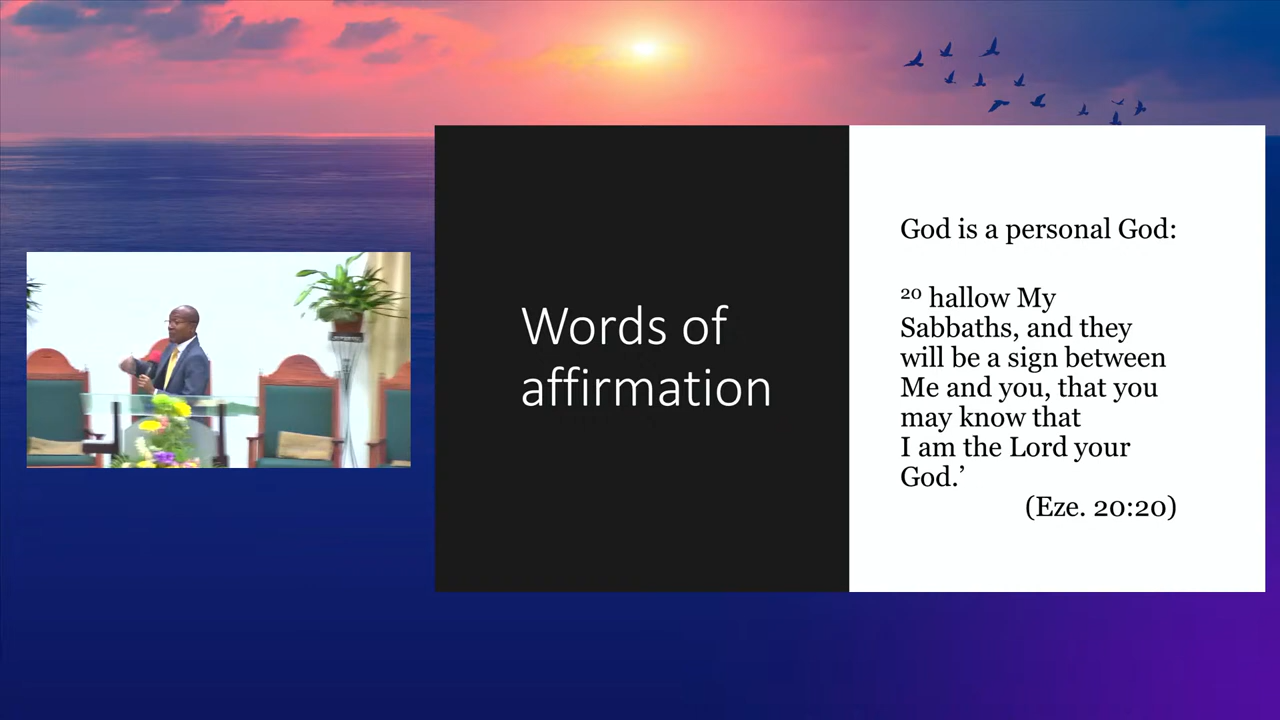 Words of
affirmation
God is a personal God:
²⁰ hallow My
Sabbaths, and they
will be a sign between
Me and you, that you
may know that
I am the Lord your
God.’
(Eze. 20:20)